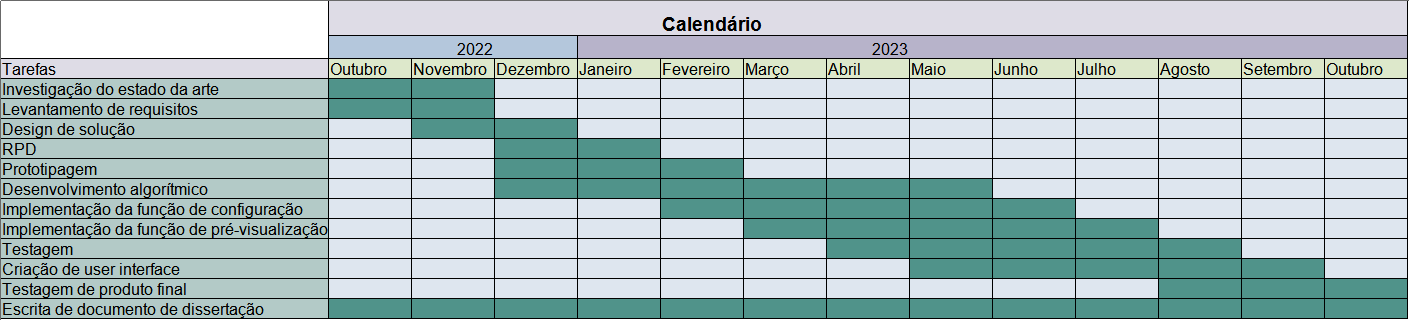 Calendário
2022 2023
Tarefas Outubro Novembro Dezembro Janeiro Fevereiro Março Abril Maio Junho Julho Agosto Setembro Outubro
Investigação do estado da arte
Levantamento de requisitos
Design de solução
RPD
Prototipagem
Desenvolvimento algorítmico
Implementação da função de configuração
Implementação da função de pré-visualização
Testagem
Criação de user interface
Testagem de produto final
Escrita de documento de dissertação